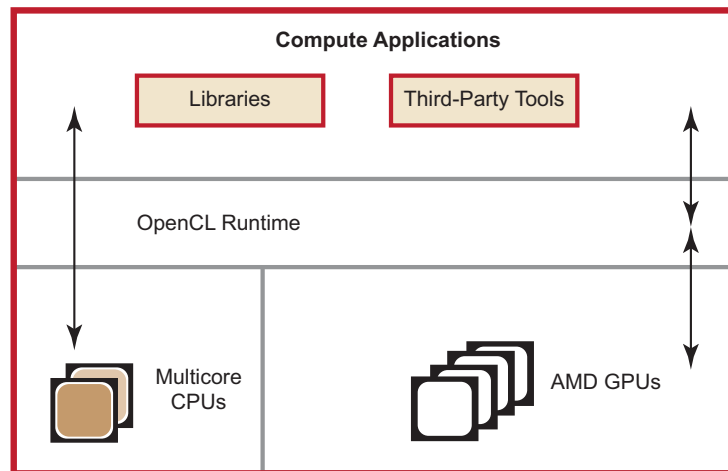 Compute Applications
Libraries
Third-Party Tools
OpenCL Runtime
Multicore
CPUs
AMD GPUs